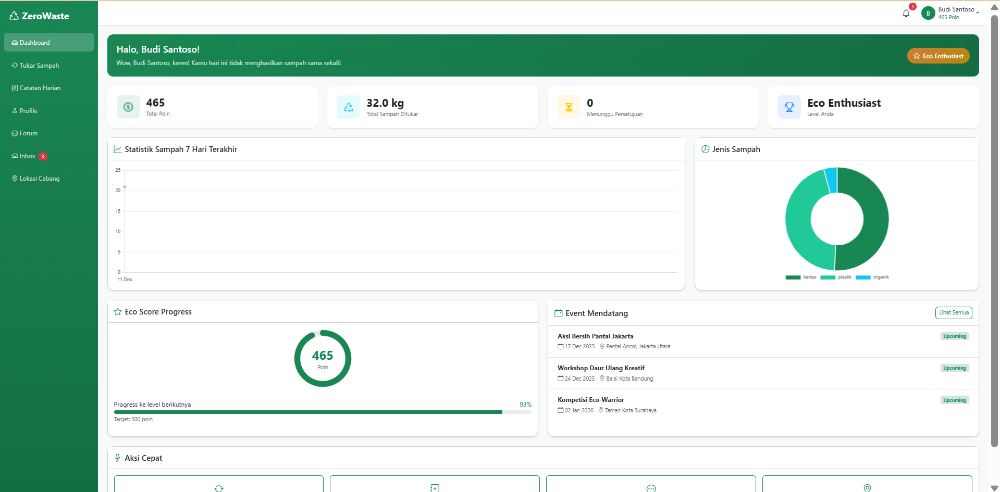 ZeroWaste
Dashboard
Tukar Sampah
Catatan Harian
Profile
Forum
Inbox 3
Lokasi Cabang
3
B
Budi Santoso
465 Poin
Halo, Budi Santoso!
Wow, Budi Santoso, keren! Kamu hari ini tidak menghasilkan sampah sama sekali!
Eco Enthusiast
465
Total Poin
32.0 kg
Total Sampah Ditukar
0
Menunggu Persetujuan
Eco Enthusiast
Level Anda
Statistik Sampah 7 Hari Terakhir
25
20
15
10
5
0
11 Dec
Jenis Sampah
kertas plastik organik
Eco Score Progress
465
Poin
Progress ke level berikutnya 93%
Target: 500 poin
Event Mendatang
Lihat Semua
Aksi Bersih Pantai Jakarta
Upcoming
17 Dec 2025 Pantai Ancol, Jakarta Utara
Workshop Daur Ulang Kreatif
Upcoming
24 Dec 2025 Balai Kota Bandung
Kompetisi Eco-Warrior
Upcoming
02 Jan 2026 Taman Kota Surabaya
Aksi Cepat